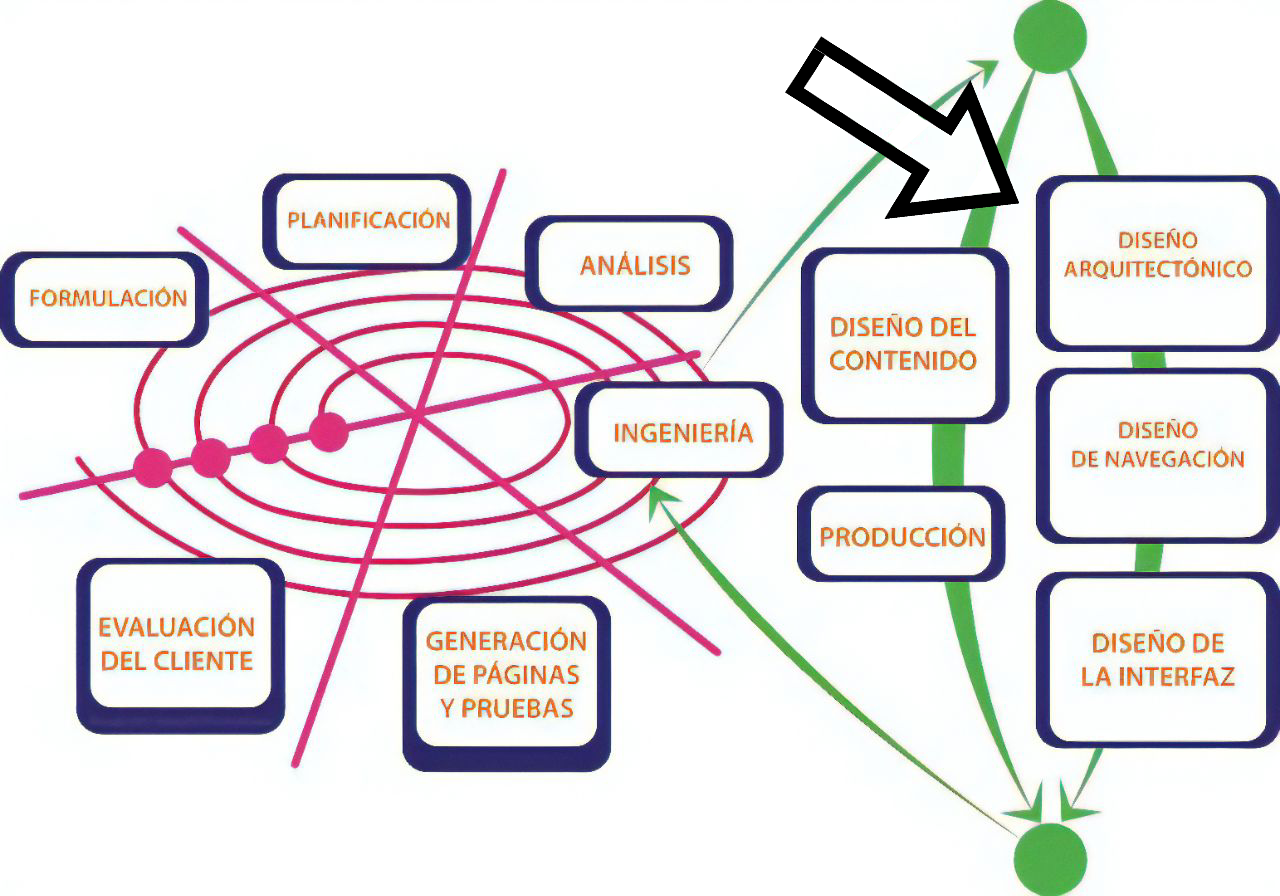 PLANIFICACIÓN
ANÁLISIS
FORMULACIÓN
INGENIERÍA
EVALUACIÓN
DEL CLIENTE
GENERACIÓN
DE PÁGINAS
Y PRUEBAS
DISEÑO DEL
CONTENIDO
PRODUCCIÓN
DISEÑO
ARQUITECTÓNICO
DISEÑO
DE NAVEGACIÓN
DISEÑO DE
LA INTERFAZ